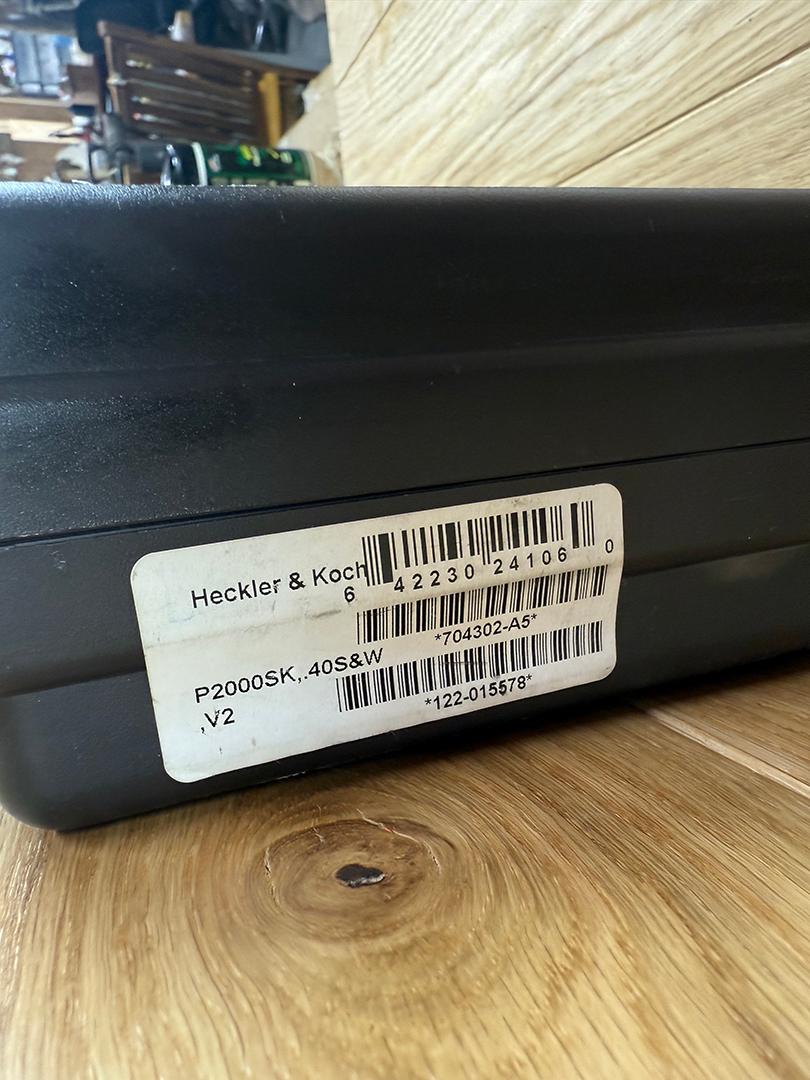 Heckler & Koch
6 42230 24106 0
*704302-A5*
P2000SK,.40S&W
,V2
*122-015578*